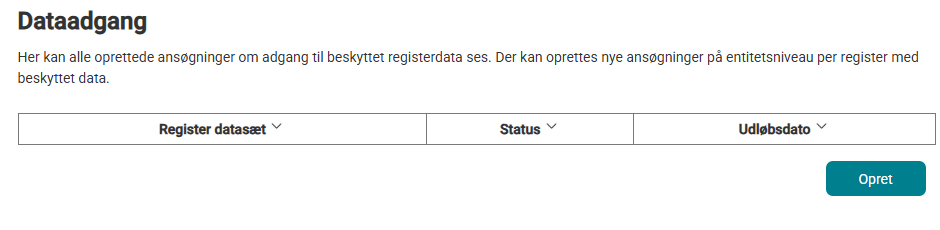 Dataadgang
Her kan alle oprettede ansøgninger om adgang til beskyttet registerdata ses. Der kan oprettes nye ansøgninger på entitetsniveau per register med
beskyttet data.
Register datasæt Status Udløbsdato
Opret